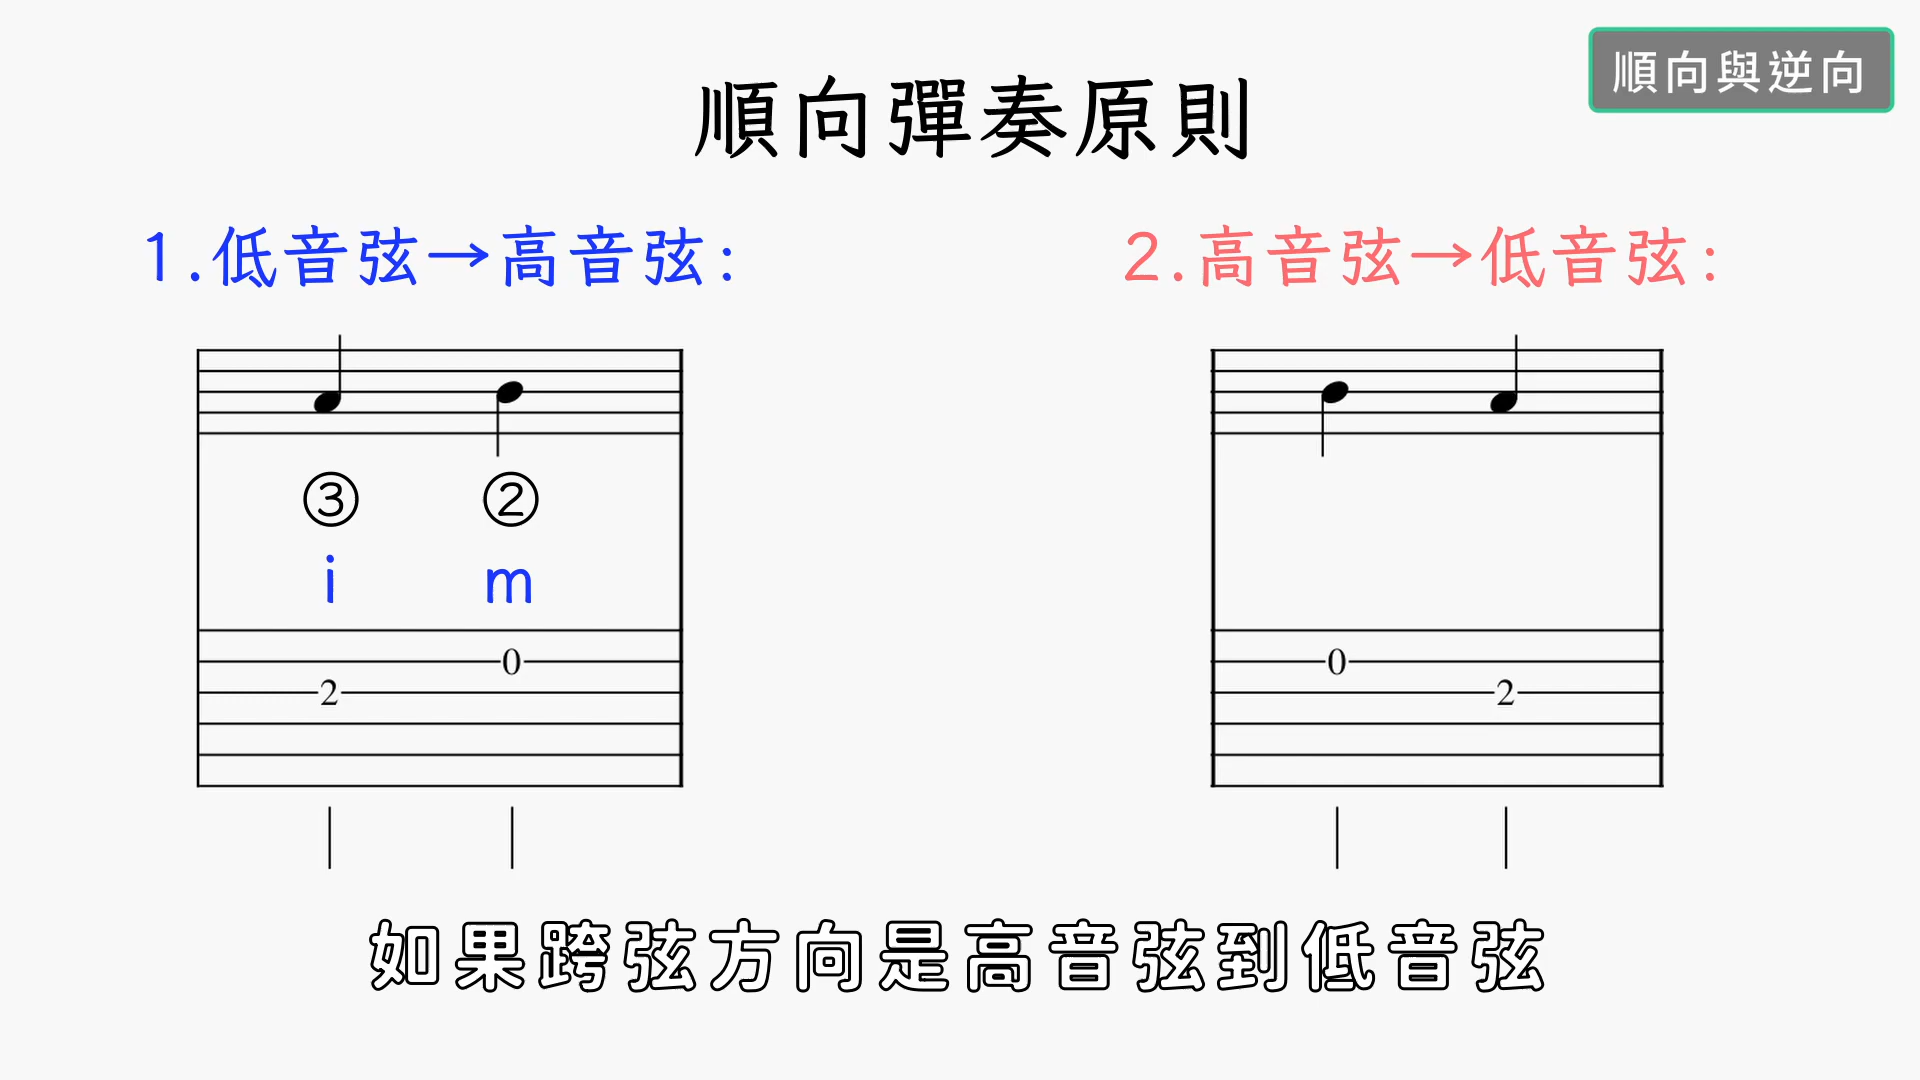 順向與逆向
順向彈奏原則
1.低音弦→高音弦:
2.高音弦→低音弦:
③ ②
i m
0
2
0
2
如果跨弦方向是高音弦到低音弦